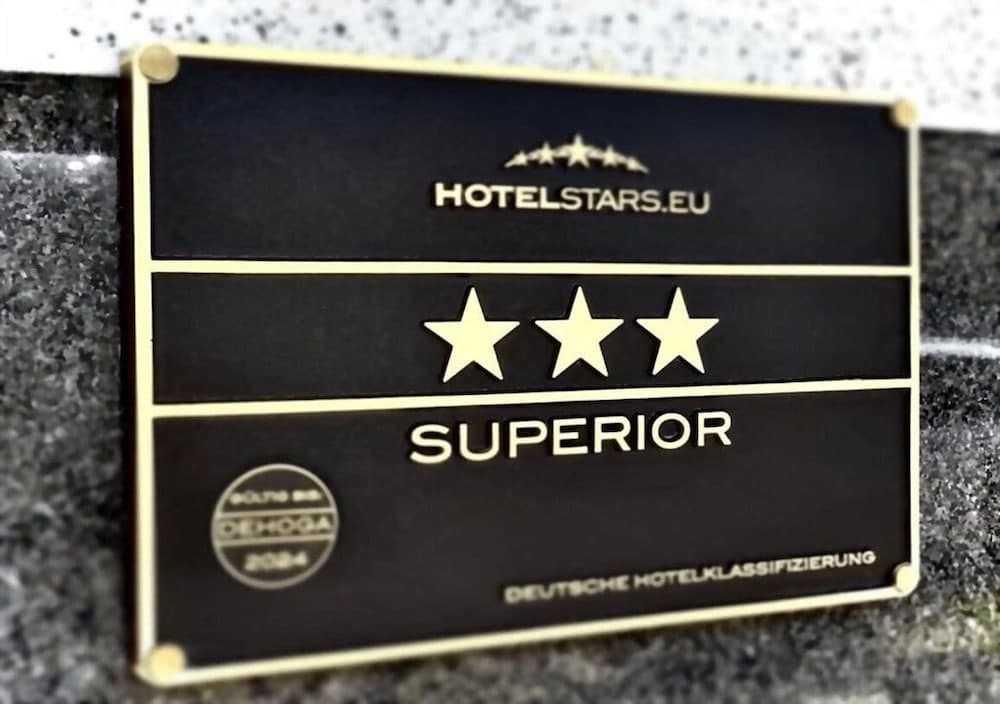 HOTELSTARS.EU
SUPERIOR
GÜLTIG BIS:
DEHOGA
2024
DEUTSCHE HOTELKLASSIFIZIERUNG